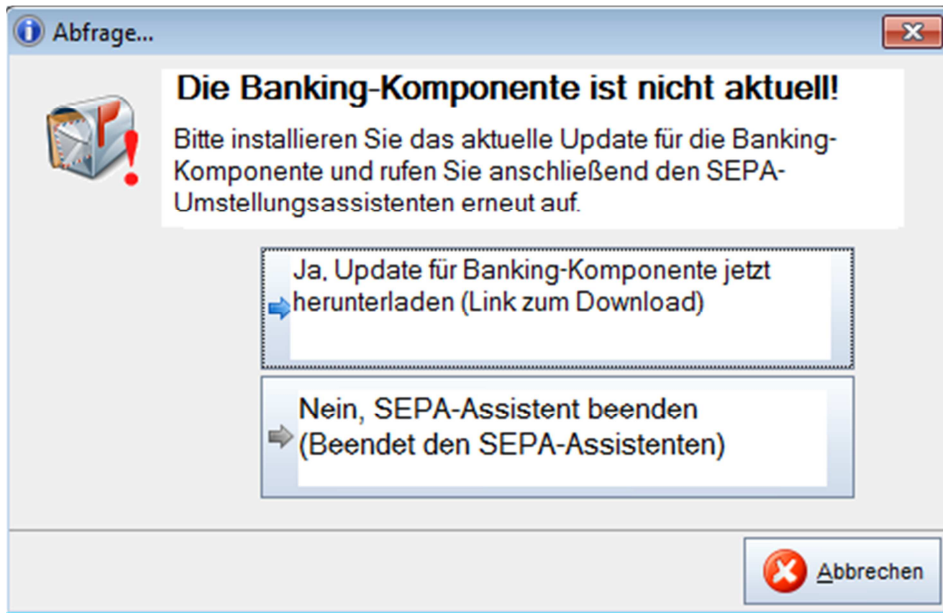 Abfrage...
Die Banking-Komponente ist nicht aktuell!
Bitte installieren Sie das aktuelle Update für die Banking-
Komponente und rufen Sie anschließend den SEPA-
Umstellungsassistenten erneut auf.
Ja, Update für Banking-Komponente jetzt
herunterladen (Link zum Download)
Nein, SEPA-Assistent beenden
(Beendet den SEPA-Assistenten)
Abbrechen